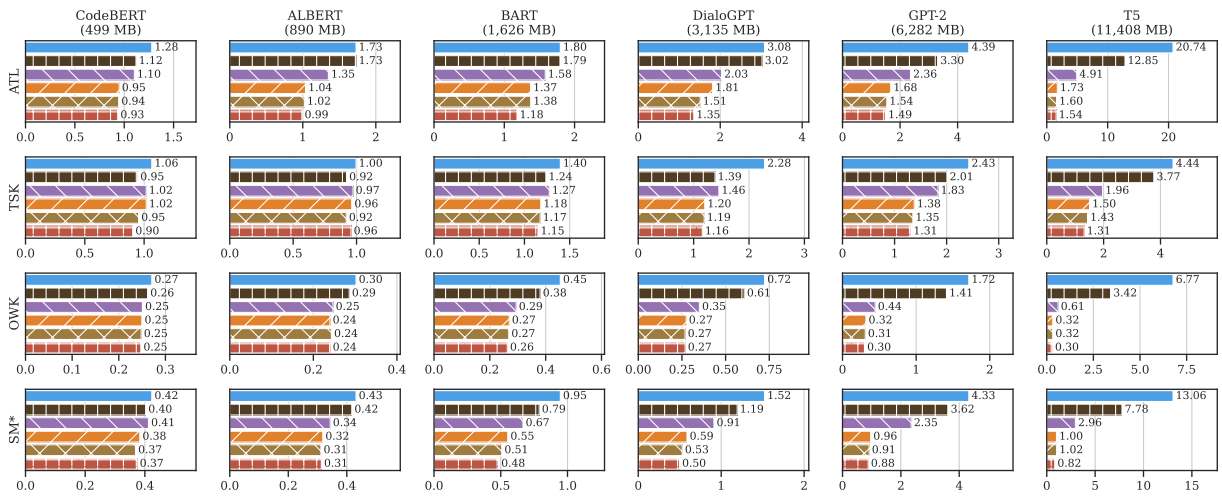 CodeBERT ALBERT BART DialoGPT GPT-2 T5
(499 MB) (890 MB) (1,626 MB) (3,135 MB) (6,282 MB) (11,408 MB)
ATL
1.28 1.73 1.80 3.08 4.39 20.74
1.12 1.73 1.79 3.02 3.30 12.85
1.10 1.35 1.58 2.03 2.36 4.91
0.95 1.04 1.37 1.81 1.68 1.73
0.94 1.02 1.38 1.51 1.54 1.60
0.93 0.99 1.18 1.35 1.49 1.54
0.0 0.5 1.0 1.5 0 1 2 0 1 2 0 2 4 0 2 4 0 10 20
TSK
1.06 1.00 1.40 2.28 2.43 4.44
0.95 0.92 1.24 1.39 2.01 3.77
1.02 0.97 1.27 1.46 1.83 1.96
1.02 0.96 1.18 1.20 1.38 1.50
0.95 0.92 1.17 1.19 1.35 1.43
0.90 0.96 1.15 1.16 1.31 1.31
0.0 0.5 1.0 0.0 0.5 1.0 0.0 0.5 1.0 1.5 0 1 2 3 0 1 2 3 0 2 4
OWK
0.27 0.30 0.45 0.72 1.72 6.77
0.26 0.29 0.38 0.61 1.41 3.42
0.25 0.25 0.29 0.35 0.44 0.61
0.25 0.24 0.27 0.27 0.32 0.32
0.25 0.24 0.27 0.27 0.31 0.32
0.25 0.24 0.26 0.27 0.30 0.30
0.0 0.1 0.2 0.3 0.0 0.2 0.4 0.0 0.2 0.4 0.6 0.00 0.25 0.50 0.75 0 1 2 0.0 2.5 5.0 7.5
SM*
0.42 0.43 0.95 1.52 4.33 13.06
0.40 0.42 0.79 1.19 3.62 7.78
0.41 0.34 0.67 0.91 2.35 2.96
0.38 0.32 0.55 0.59 0.96 1.00
0.37 0.31 0.51 0.53 0.91 1.02
0.37 0.31 0.48 0.50 0.88 0.82
0.0 0.2 0.4 0.0 0.2 0.4 0.0 0.5 1.0 0 1 2 0 2 4 0 5 10 15